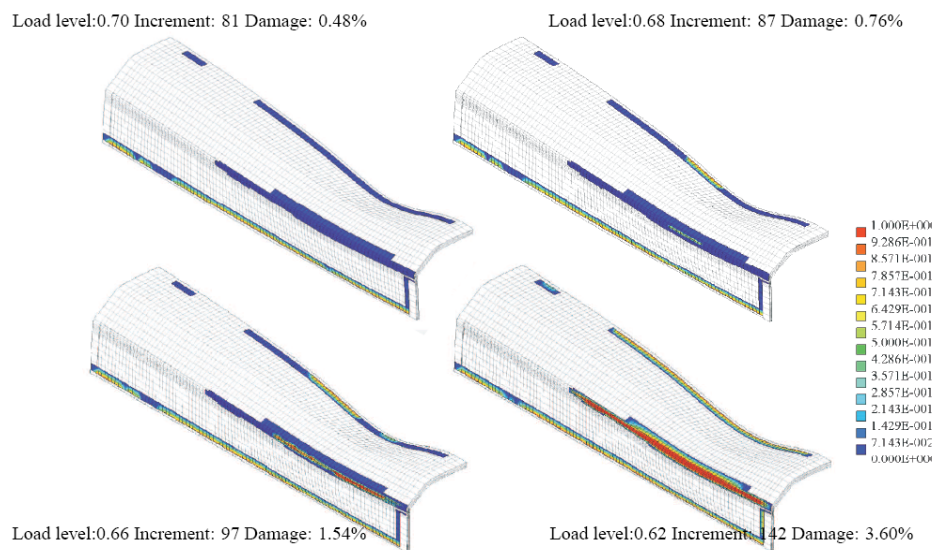 Load level:0.70 Increment: 81 Damage: 0.48%
Load level:0.68 Increment: 87 Damage: 0.76%
1.000E+00
9.286E-001
8.571E-001
7.857E-001
7.143E-001
6.429E-001
5.714E-001
5.000E-001
4.286E-001
3.571E-001
2.857E-001
2.143E-001
1.429E-001
7.143E-002
0.000E+00
Load level:0.66 Increment: 97 Damage: 1.54%
Load level:0.62 Increment: 142 Damage: 3.60%